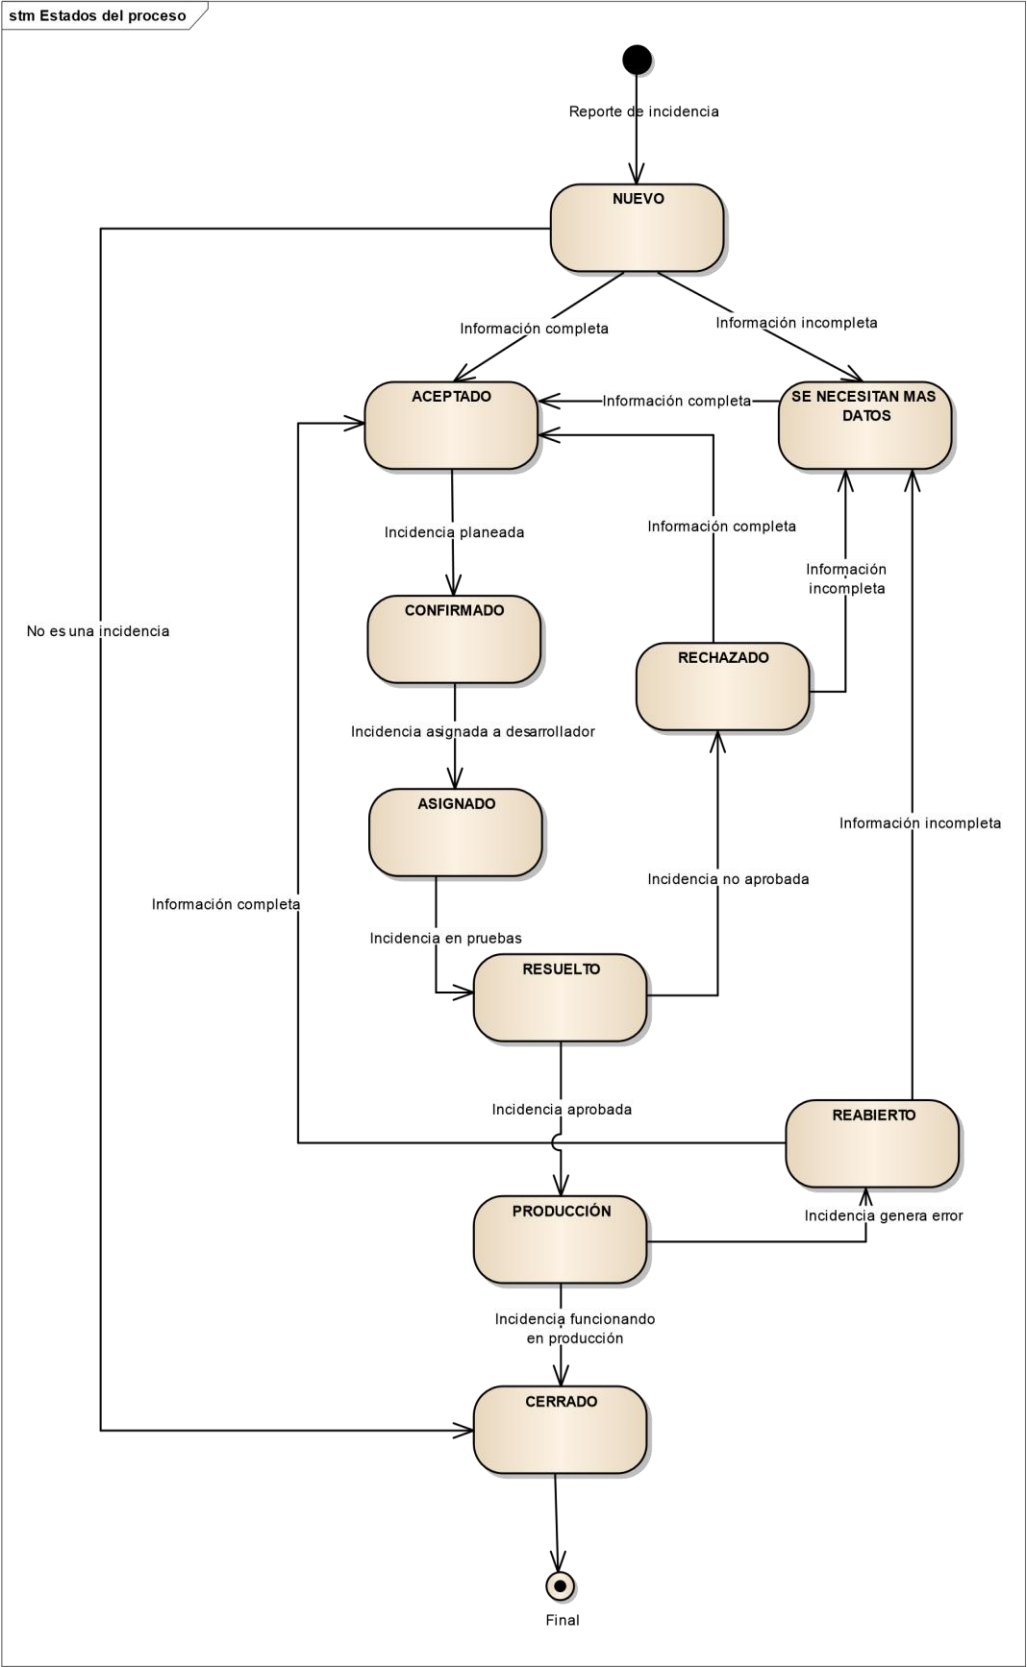 stm Estados del proceso
Reporte de incidencia
NUEVO
Información completa
Información incompleta
ACEPTADO
SE NECESITAN MAS
DATOS
Información completa
Incidencia planeada
Información completa
Información
incompleta
CONFIRMADO
No es una incidencia
RECHAZADO
Incidencia asignada a desarrollador
ASIGNADO
Información incompleta
Incidencia no aprobada
Información completa
Incidencia en pruebas
RESUELTO
Incidencia aprobada
REABIERTO
PRODUCCIÓN
Incidencia genera error
Incidencia funcionando
en producción
CERRADO
Final